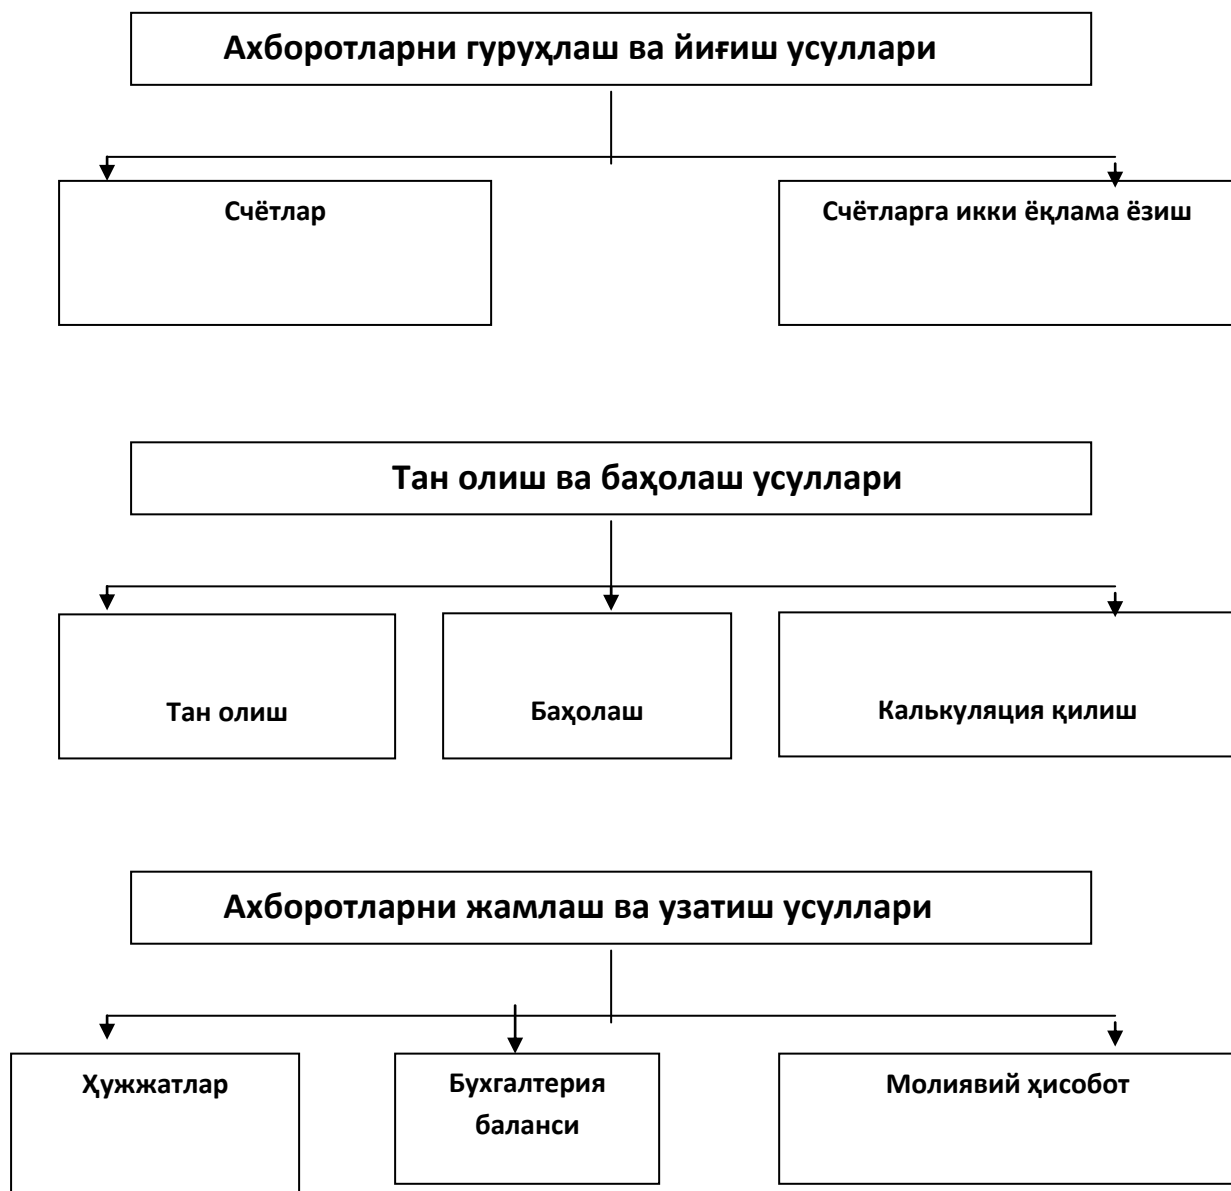 Ахборотларни гуруҳлаш ва йиғиш усуллари
Счётлар
Счётларга икки ёқлама ёзиш
Тан олиш ва баҳолаш усуллари
Тан олиш
Баҳолаш
Калькуляция қилиш
Ахборотларни жамлаш ва узатиш усуллари
Ҳужжатлар
Бухгалтерия
баланси
Молиявий ҳисобот